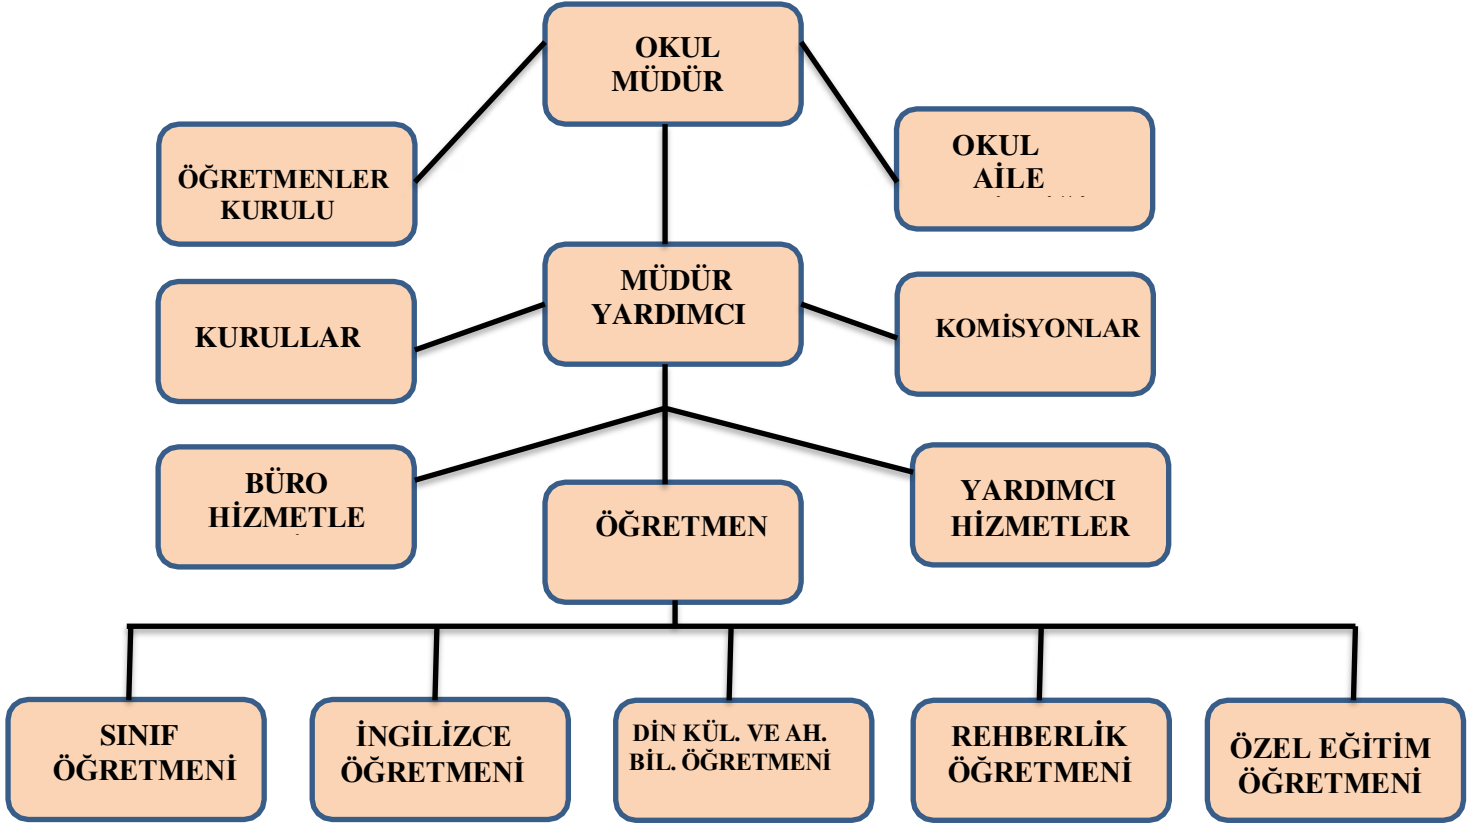 OKUL
MÜDÜR
ÖĞRETMENLER
KURULU
OKUL
AİLE
MÜDÜR
YARDIMCI
KURULLAR
KOMİSYONLAR
BÜRO
HİZMETLE
ÖĞRETMEN
YARDIMCI
HİZMETLER
SINIF
ÖĞRETMENİ
İNGİLİZCE
ÖĞRETMENİ
DİN KÜL. VE AH.
BİL. ÖĞRETMENİ
REHBERLİK
ÖĞRETMENİ
ÖZEL EĞİTİM
ÖĞRETMENİ